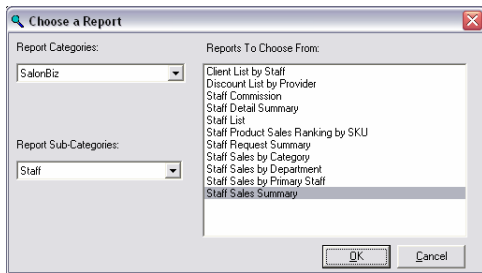 Choose a Report
Report Categories:
SalonBiz
Report Sub-Categories:
Staff
Reports To Choose From:
Client List by Staff
Discount List by Provider
Staff Commission
Staff Detail Summary
Staff List
Staff Product Sales Ranking by SKU
Staff Request Summary
Staff Sales by Category
Staff Sales by Department
Staff Sales by Primary Staff
Staff Sales Summary
OK
Cancel